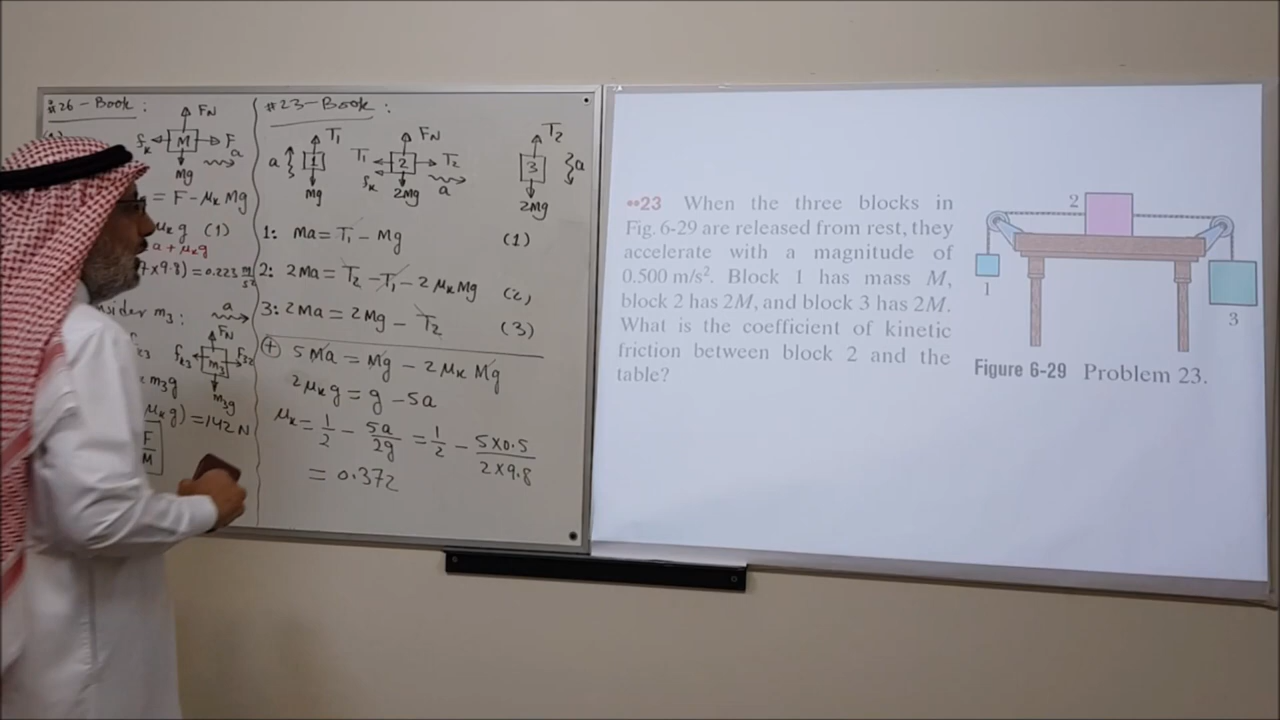 #26 - Book :
FN
fk
M
F
a
Mg
= F - μk Mg
μk g (1)
a + μk g
7 x 9.8) = 0.223 m/s²
sider m3 :
a
FN
fk3
m3
F32
m3g
m3g
μk g) = 142 N
F
M
#23 - Book :
T1
a
1
Mg
FN
T1
2
T2
fk
2Mg
a
T2
3
a
2Mg
1: Ma = T1 - Mg (1)
2: 2Ma = T2 - T1 - 2 μk Mg (2)
3: 2Ma = 2Mg - T2 (3)
+ 5Ma = Mg - 2 μk Mg
2 μk g = g - 5a
μk = 1/2 - 5a/2g = 1/2 - 5x0.5/2x9.8
= 0.372
••23 When the three blocks in
Fig. 6-29 are released from rest, they
accelerate with a magnitude of
0.500 m/s². Block 1 has mass M,
block 2 has 2M, and block 3 has 2M.
What is the coefficient of kinetic
friction between block 2 and the
table?
2
1
3
Figure 6-29 Problem 23.